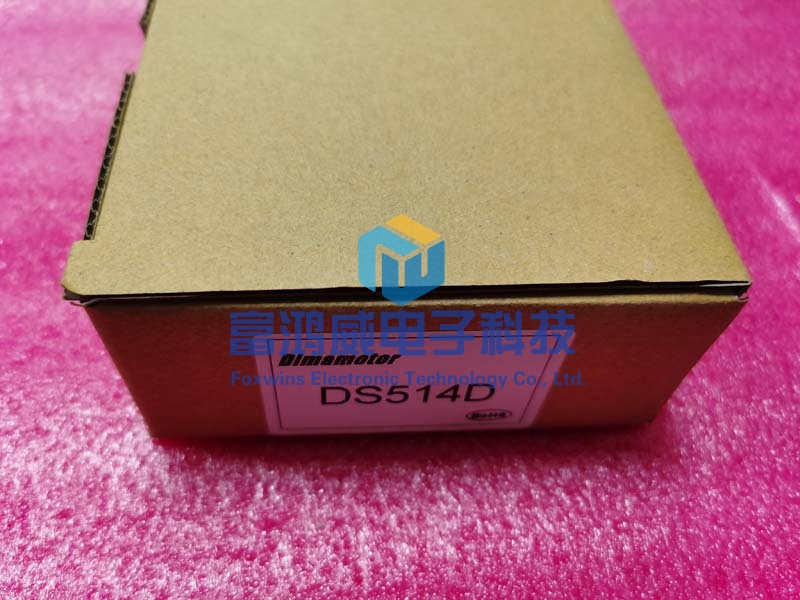 富鸿威电子科技
Dimamotor
Foxwins Electronic Technology Co., Ltd.
DS514D
RoHS